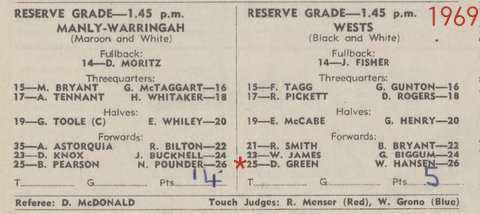 RESERVE GRADE—1.45 p.m.
MANLY-WARRINGAH
(Maroon and White)
Fullback:
14—D. MORITZ
Threequarters:
15—M. BRYANT G. McTAGGART—16
17—A. TENNANT H. WHITAKER—18
Halves:
19—G. TOOLE (C) E. WHILEY—20
Forwards:
35—A. ASTORQUIA R. BILTON—22
23—D. KNOX J. BUCKNELL—24
25—B. PEARSON N. POUNDER—26
T. G. Pts. 14
RESERVE GRADE—1.45 p.m. 1969
WESTS
(Black and White)
Fullback:
14—J. FISHER
Threequarters:
15—F. TAGG G. GUNTON—16
17—R. PICKETT D. ROGERS—18
Halves:
19—E. McCABE G. HENRY—20
Forwards:
21—R. SMITH B. BRYANT—22
23—W. JAMES G. BIGGUM—24
*25—D. GREEN W. HANSEN—26
T. G. Pts. 5
Referee: D. McDONALD Touch Judges: R. Menser (Red), W. Grono (Blue)